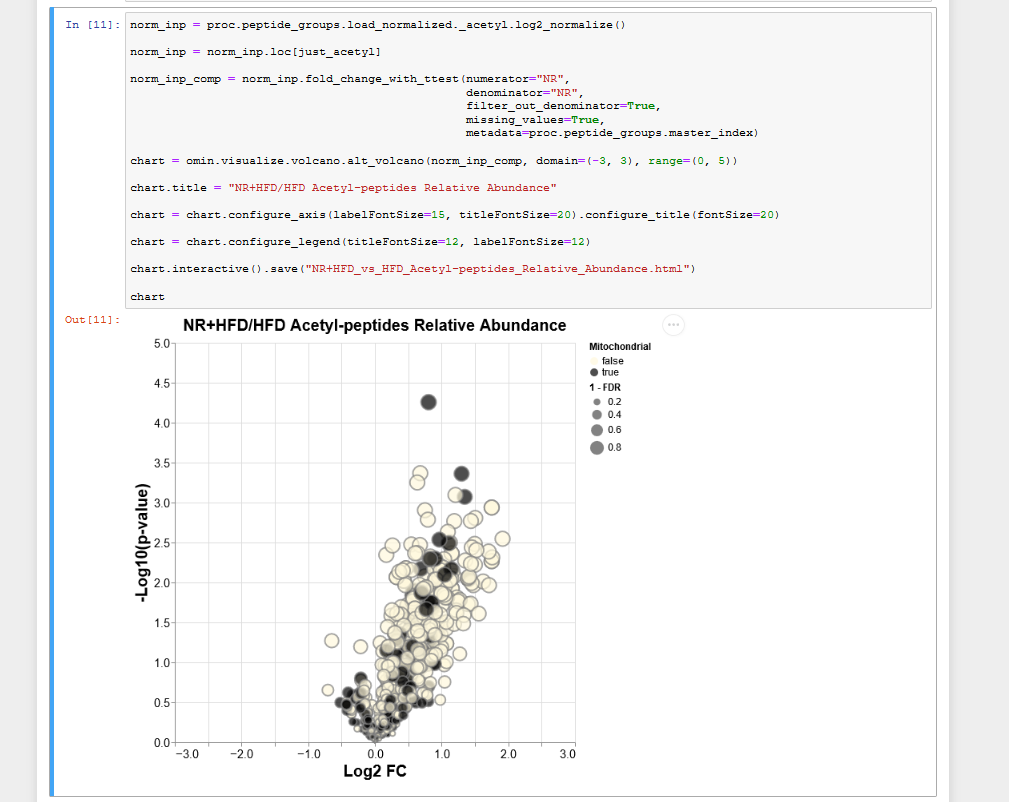 In [11]: norm_inp = proc.peptide_groups.load_normalized._acetyl.log2_normalize()
norm_inp = norm_inp.loc[just_acetyl]
norm_inp_comp = norm_inp.fold_change_with_ttest(numerator="NR",
denominator="NR",
filter_out_denominator=True,
missing_values=True,
metadata=proc.peptide_groups.master_index)
chart = omin.visualize.volcano.alt_volcano(norm_inp_comp, domain=(-3, 3), range=(0, 5))
chart.title = "NR+HFD/HFD Acetyl-peptides Relative Abundance"
chart = chart.configure_axis(labelFontSize=15, titleFontSize=20).configure_title(fontSize=20)
chart = chart.configure_legend(titleFontSize=12, labelFontSize=12)
chart.interactive().save("NR+HFD_vs_HFD_Acetyl-peptides_Relative_Abundance.html")
chart
Out[11]:
NR+HFD/HFD Acetyl-peptides Relative Abundance
5.0
4.5
4.0
3.5
3.0
2.5
2.0
1.5
1.0
0.5
0.0
-Log10(p-value)
−3.0 −2.0 −1.0 0.0 1.0 2.0 3.0
Log2 FC
Mitochondrial
false
true
1 - FDR
0.2
0.4
0.6
0.8